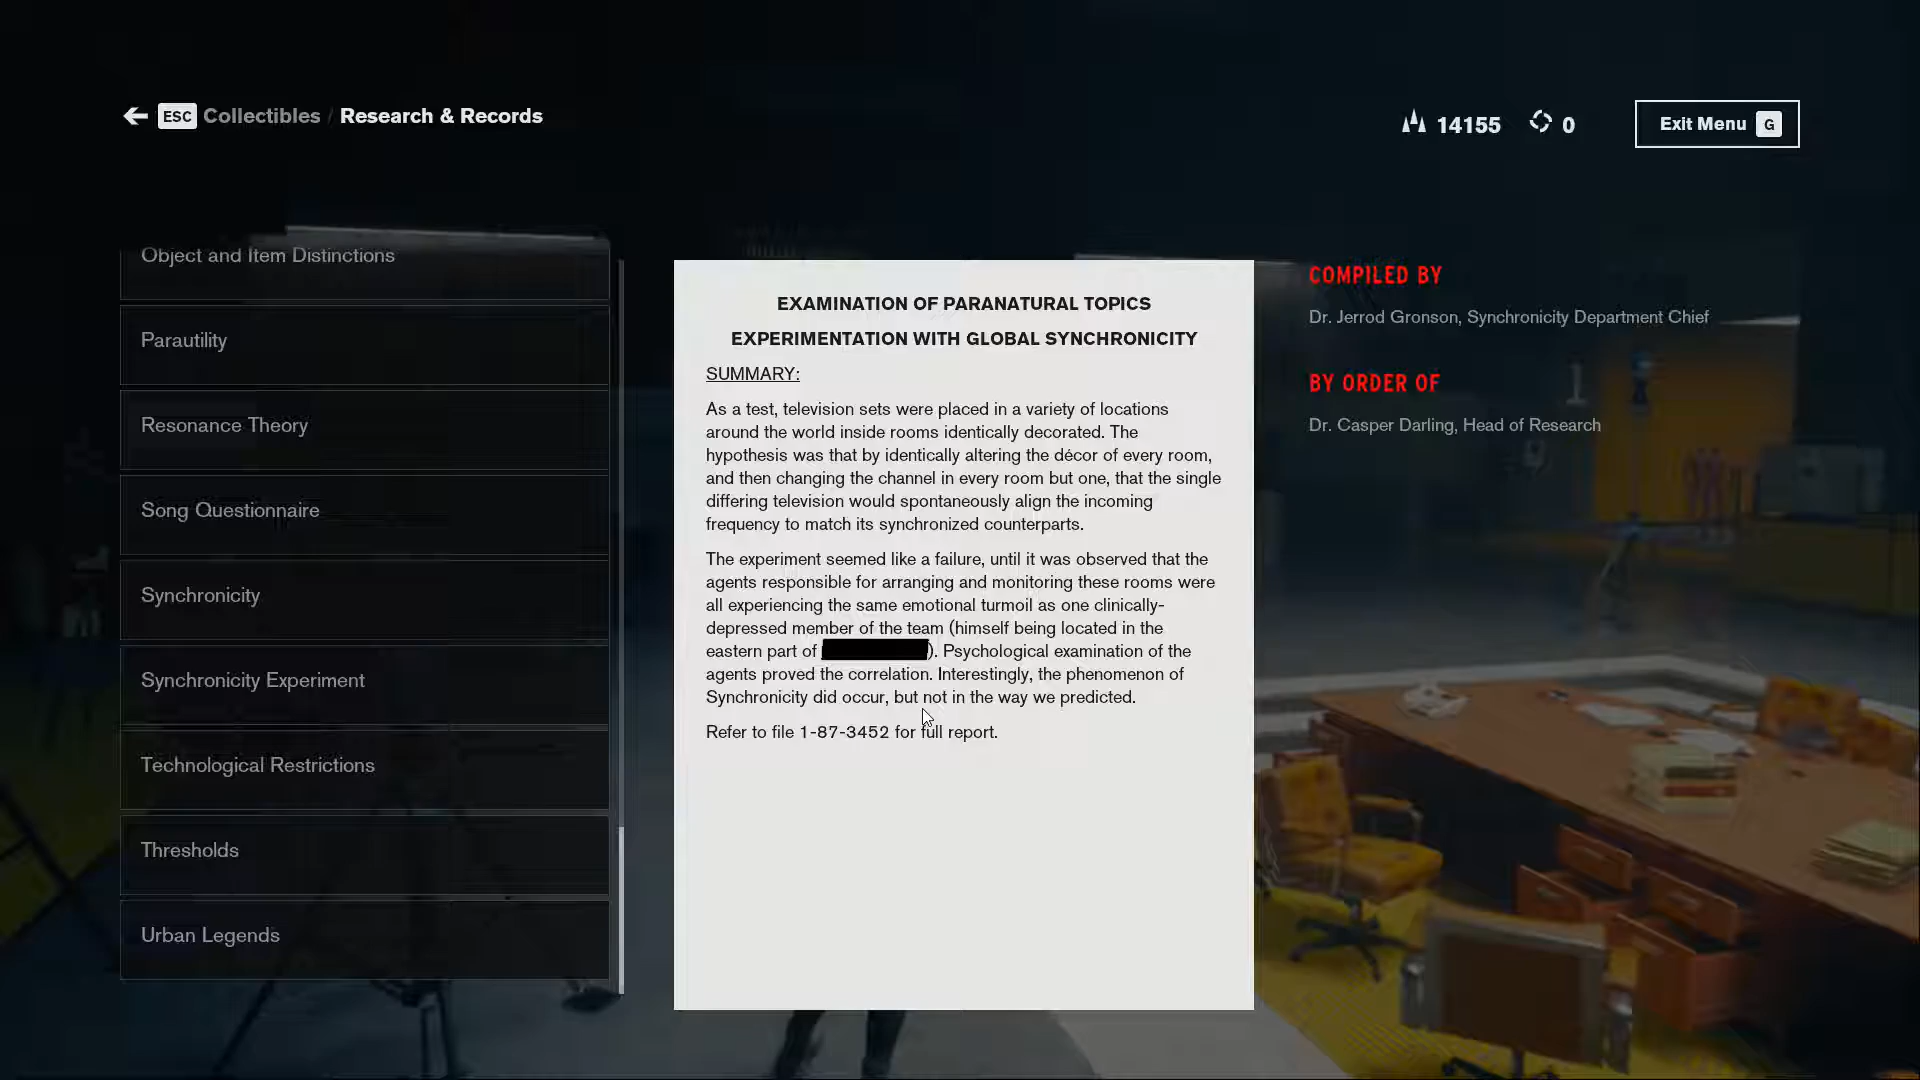 ESC Collectibles / Research & Records
14155
0
Exit Menu G
Object and Item Distinctions
Parautility
Resonance Theory
Song Questionnaire
Synchronicity
Synchronicity Experiment
Technological Restrictions
Thresholds
Urban Legends
EXAMINATION OF PARANATURAL TOPICS
EXPERIMENTATION WITH GLOBAL SYNCHRONICITY
SUMMARY:
As a test, television sets were placed in a variety of locations
around the world inside rooms identically decorated. The
hypothesis was that by identically altering the décor of every room,
and then changing the channel in every room but one, that the single
differing television would spontaneously align the incoming
frequency to match its synchronized counterparts.
The experiment seemed like a failure, until it was observed that the
agents responsible for arranging and monitoring these rooms were
all experiencing the same emotional turmoil as one clinically-
depressed member of the team (himself being located in the
eastern part of ). Psychological examination of the
agents proved the correlation. Interestingly, the phenomenon of
Synchronicity did occur, but not in the way we predicted.
Refer to file 1-87-3452 for full report.
COMPILED BY
Dr. Jerrod Gronson, Synchronicity Department Chief
BY ORDER OF
Dr. Casper Darling, Head of Research